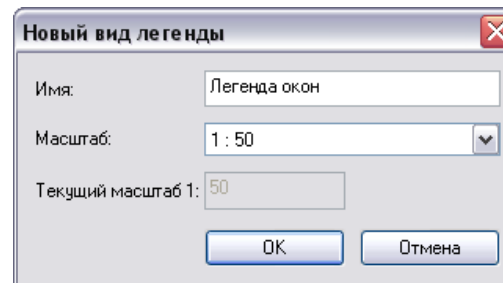 Новый вид легенды
Имя: Легенда окон
Масштаб: 1 : 50
Текущий масштаб 1: 50
OK Отмена